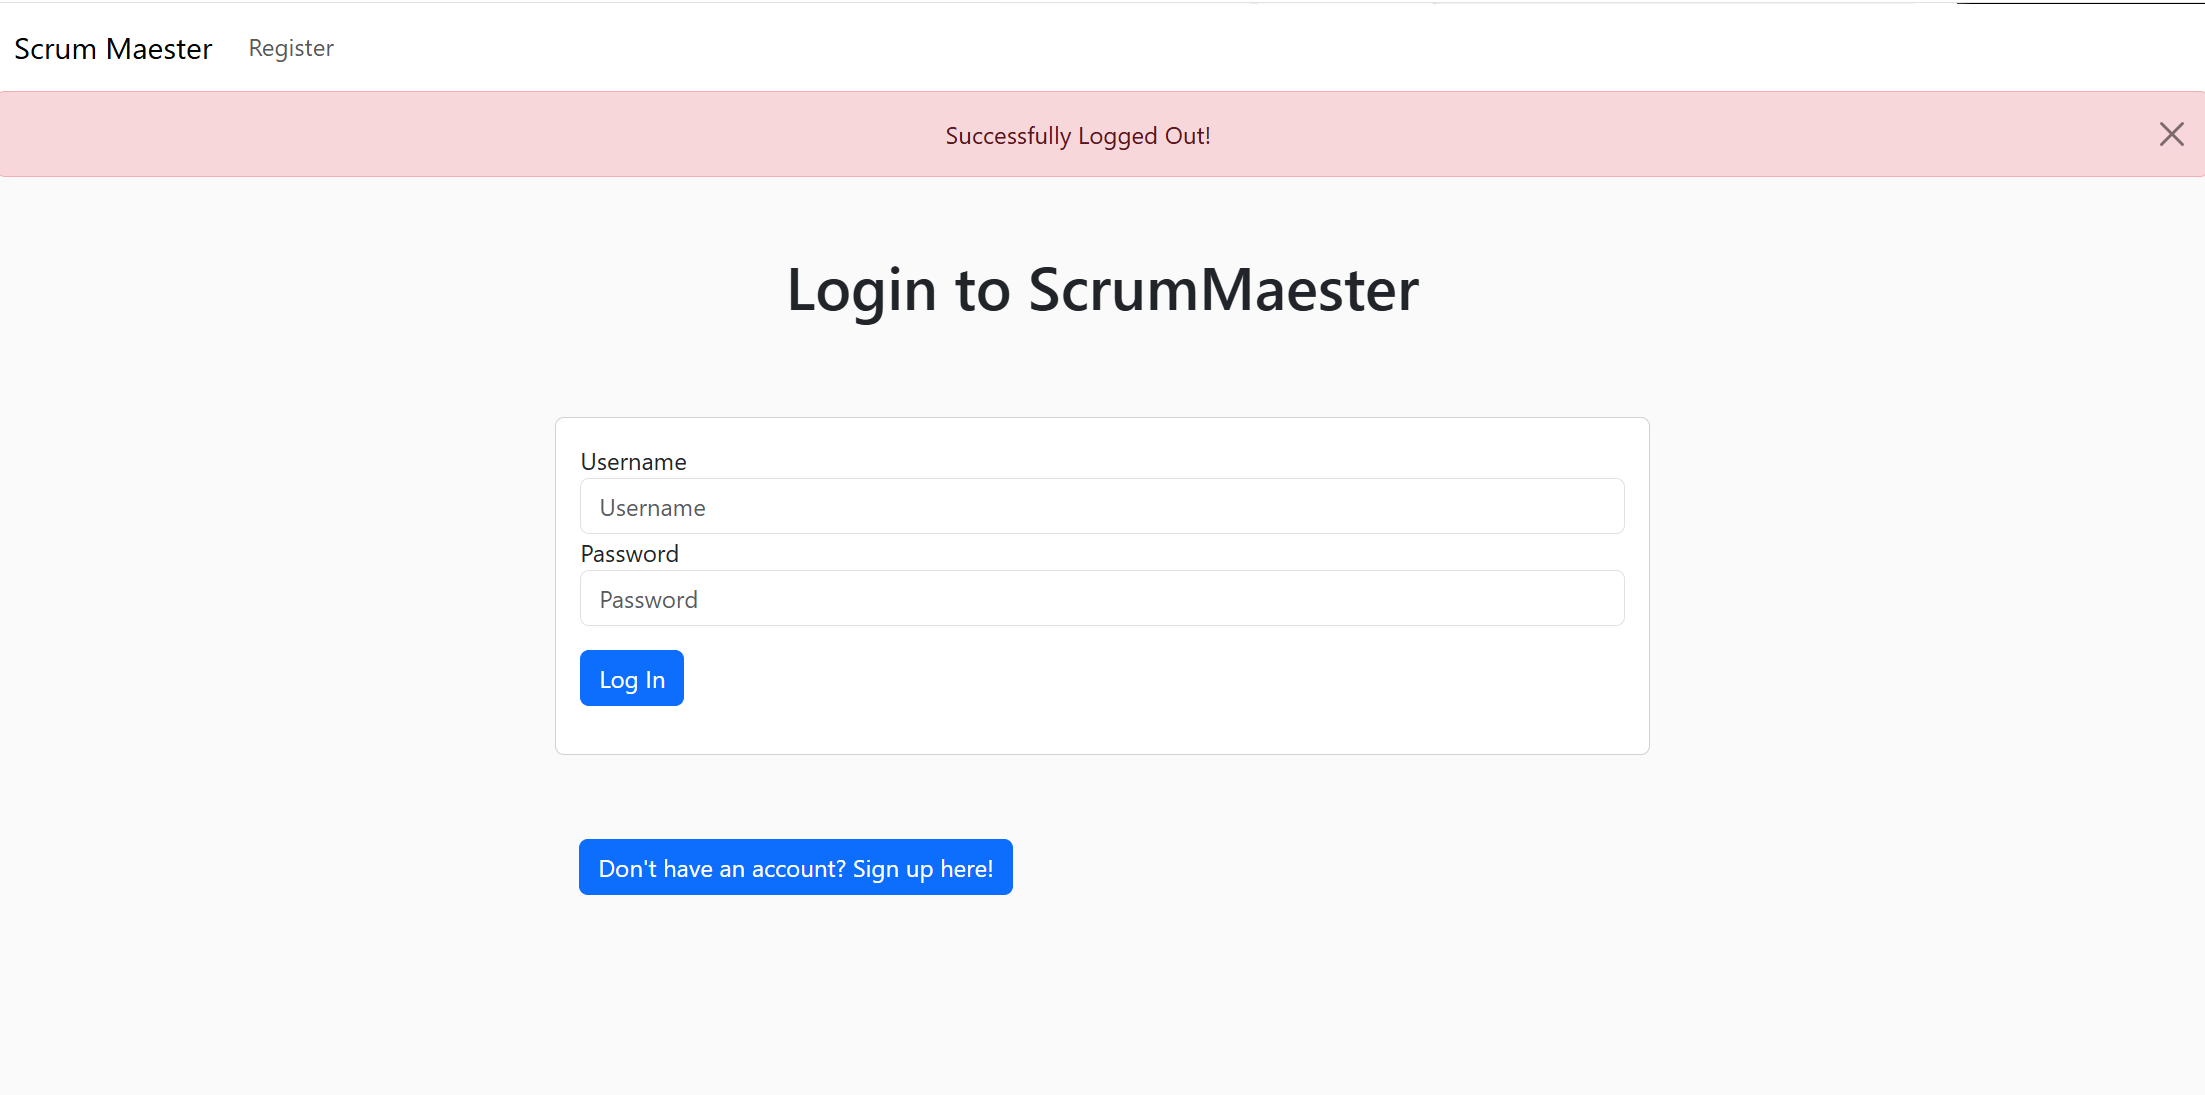 Scrum Maester Register
Successfully Logged Out!
Login to ScrumMaester
Username
Username
Password
Password
Log In
Don't have an account? Sign up here!